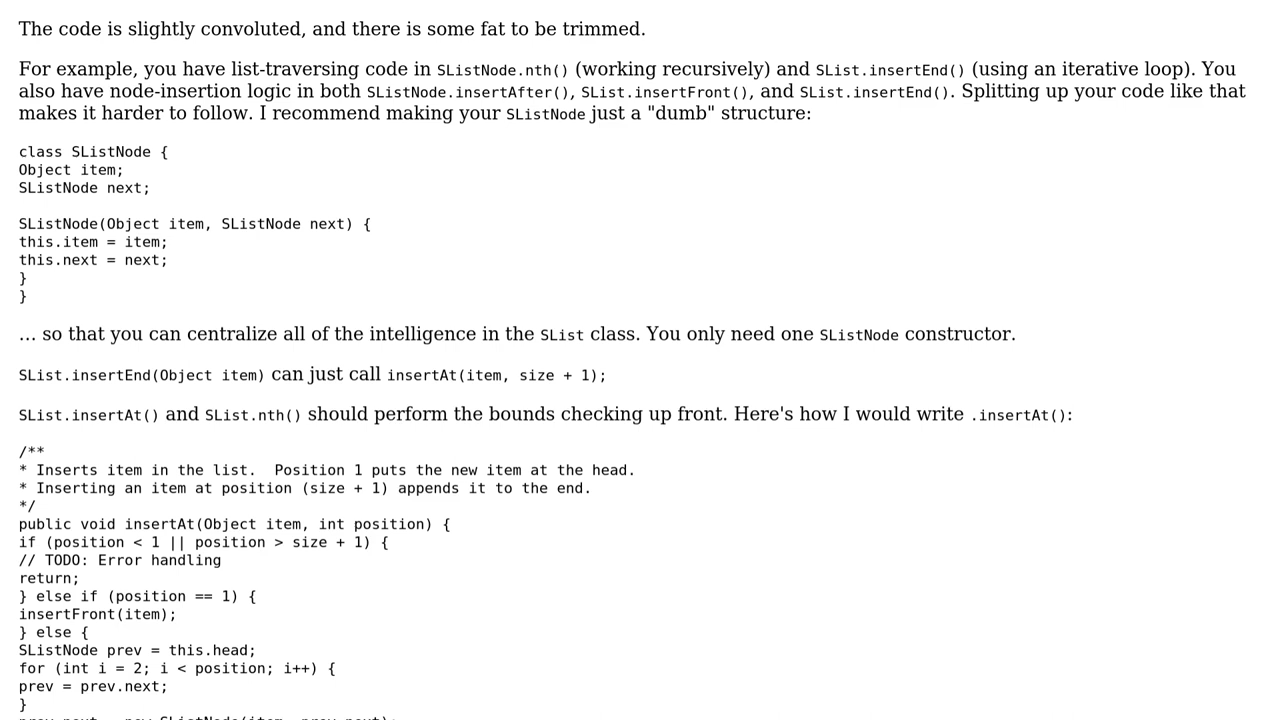 The code is slightly convoluted, and there is some fat to be trimmed.
For example, you have list-traversing code in SListNode.nth() (working recursively) and SList.insertEnd() (using an iterative loop). You
also have node-insertion logic in both SListNode.insertAfter(), SList.insertFront(), and SList.insertEnd(). Splitting up your code like that
makes it harder to follow. I recommend making your SListNode just a "dumb" structure:
class SListNode {
Object item;
SListNode next;
SListNode(Object item, SListNode next) {
this.item = item;
this.next = next;
}
}
… so that you can centralize all of the intelligence in the SList class. You only need one SListNode constructor.
SList.insertEnd(Object item) can just call insertAt(item, size + 1);
SList.insertAt() and SList.nth() should perform the bounds checking up front. Here's how I would write .insertAt():
/**
* Inserts item in the list.  Position 1 puts the new item at the head.
* Inserting an item at position (size + 1) appends it to the end.
*/
public void insertAt(Object item, int position) {
if (position < 1 || position > size + 1) {
// TODO: Error handling
return;
} else if (position == 1) {
insertFront(item);
} else {
SListNode prev = this.head;
for (int i = 2; i < position; i++) {
prev = prev.next;
}
prev.next = new SListNode(item, prev.next);